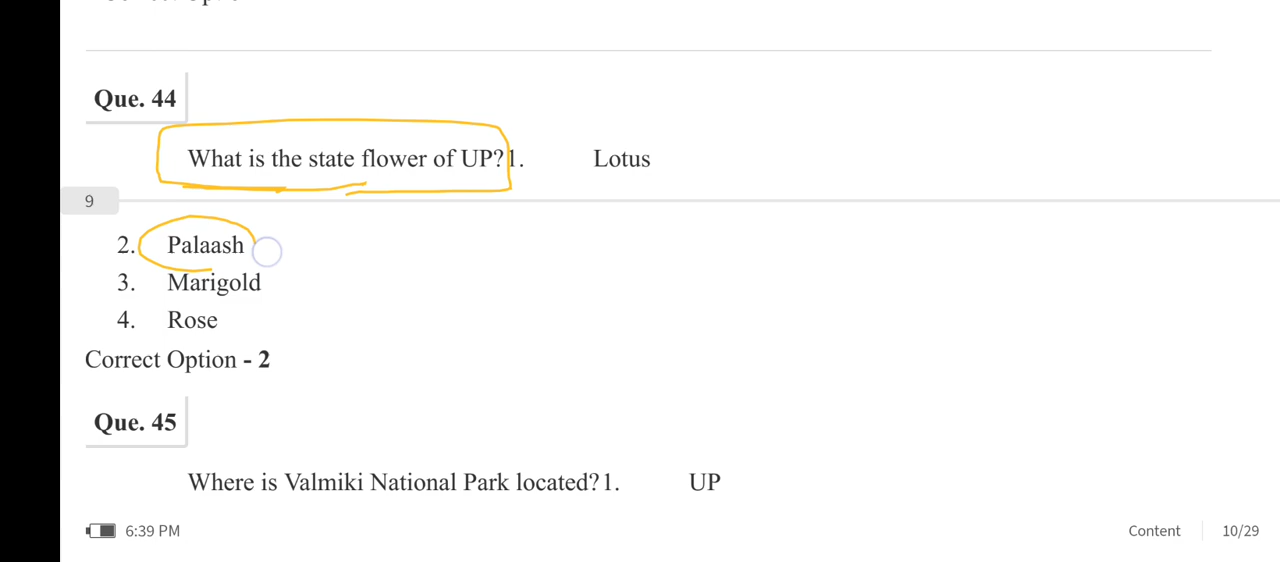 Que. 44
What is the state flower of UP?1. Lotus
9
2. Palaash
3. Marigold
4. Rose
Correct Option - 2
Que. 45
Where is Valmiki National Park located?1. UP
6:39 PM Content 10/29